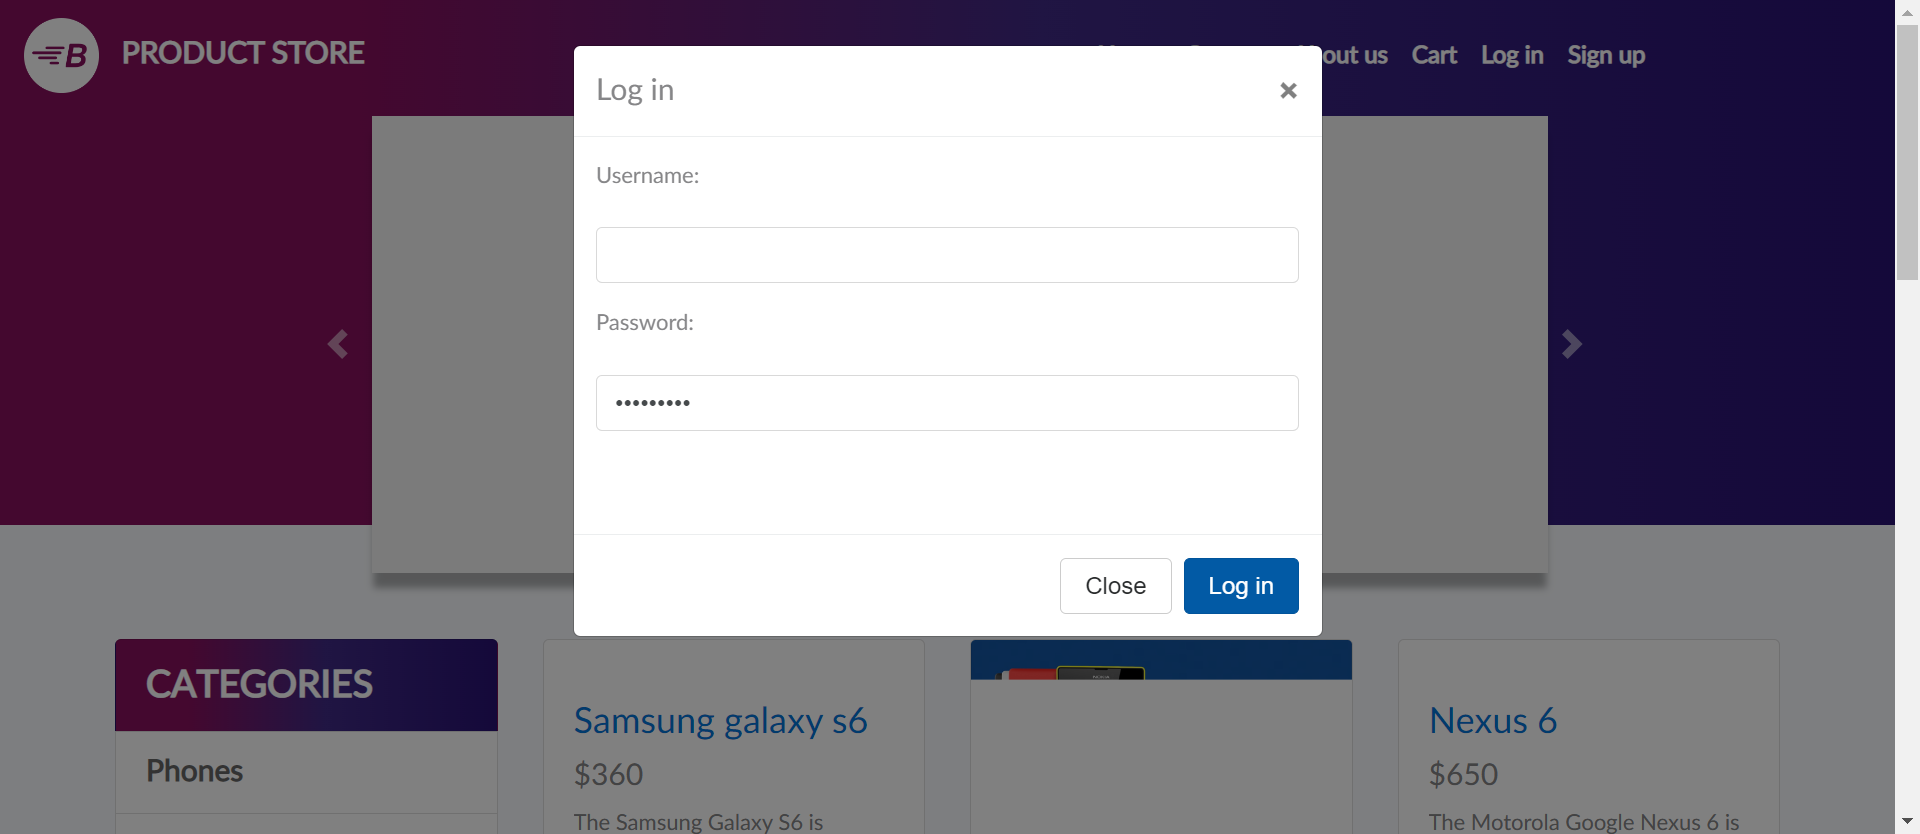 B PRODUCT STORE
out us Cart Log in Sign up
Log in
×
Username:
Password:
•••••••••
Close Log in
CATEGORIES
Phones
Samsung galaxy s6
$360
The Samsung Galaxy S6 is
Nexus 6
$650
The Motorola Google Nexus 6 is